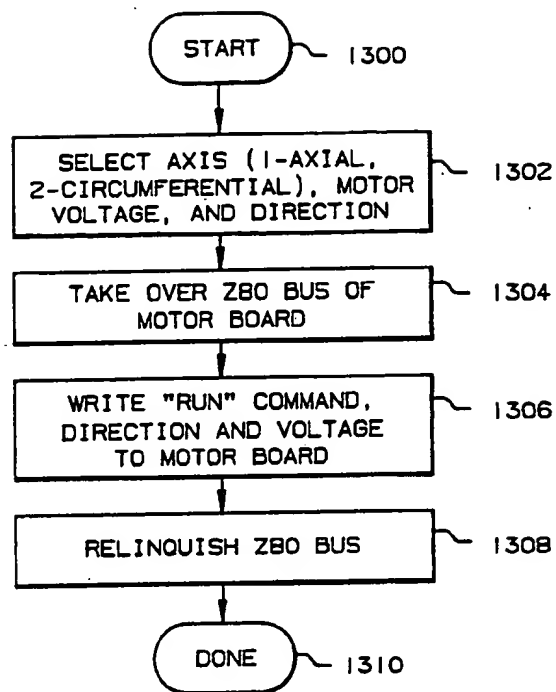 START
1300
SELECT AXIS (1-AXIAL,
2-CIRCUMFERENTIAL), MOTOR
VOLTAGE, AND DIRECTION
1302
TAKE OVER Z80 BUS OF
MOTOR BOARD
1304
WRITE "RUN" COMMAND,
DIRECTION AND VOLTAGE
TO MOTOR BOARD
1306
RELINQUISH Z80 BUS
1308
DONE
1310